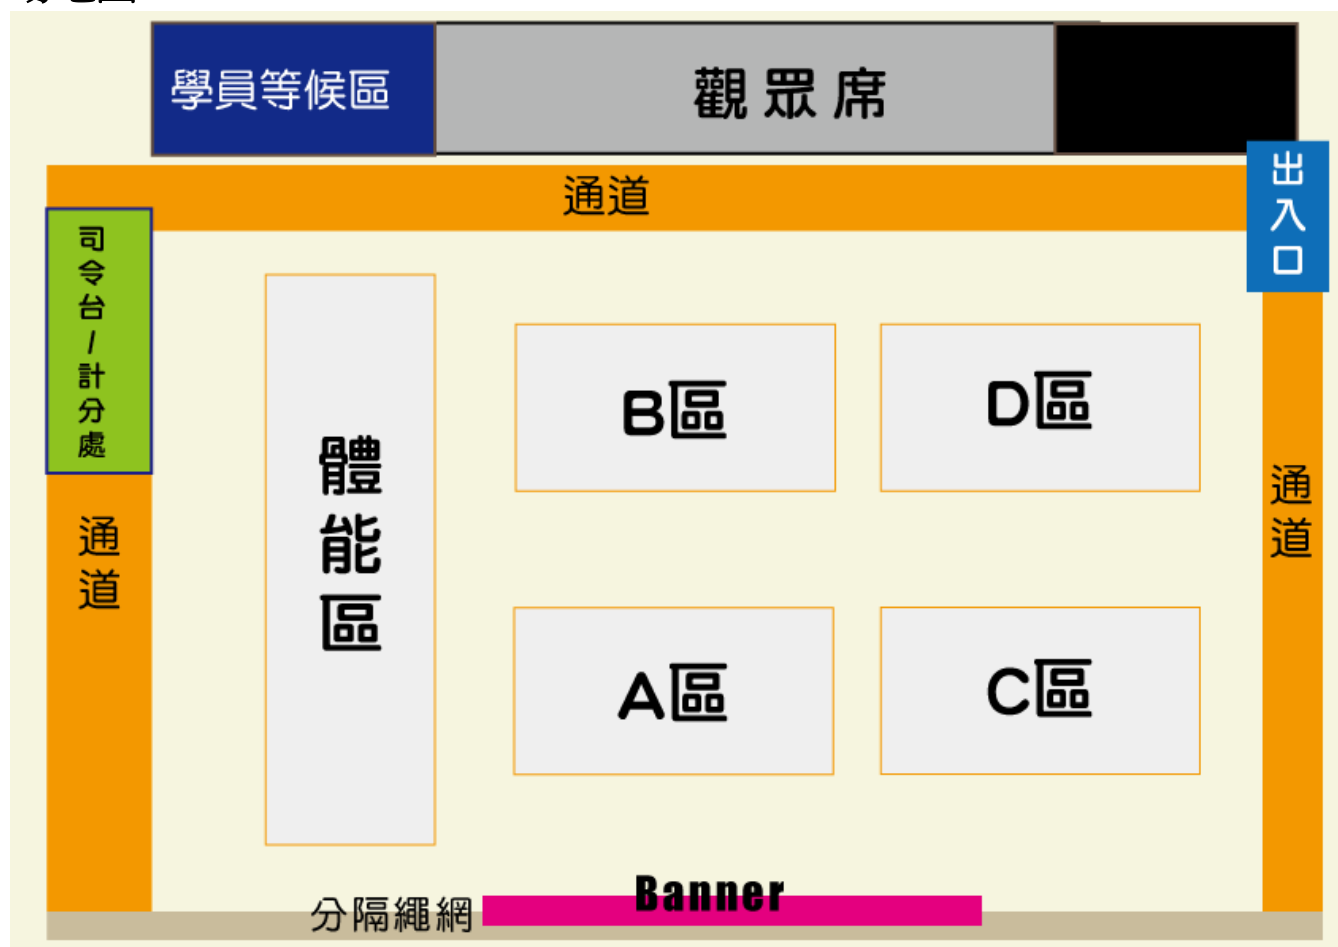 學員等候區
觀眾席
出入口
通道
司令台/計分處
B區
D區
體能區
通道
通道
A區
C區
Banner
分隔繩網